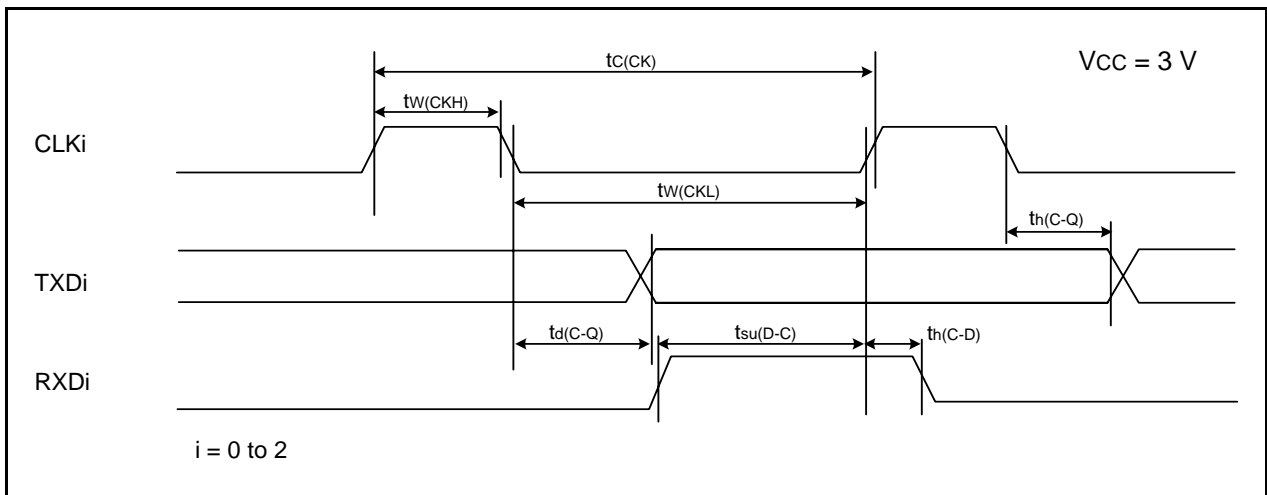 tC(CK)
VCC = 3 V
tW(CKH)
CLKi
tW(CKL)
th(C-Q)
TXDi
td(C-Q)
tsu(D-C)
th(C-D)
RXDi
i = 0 to 2